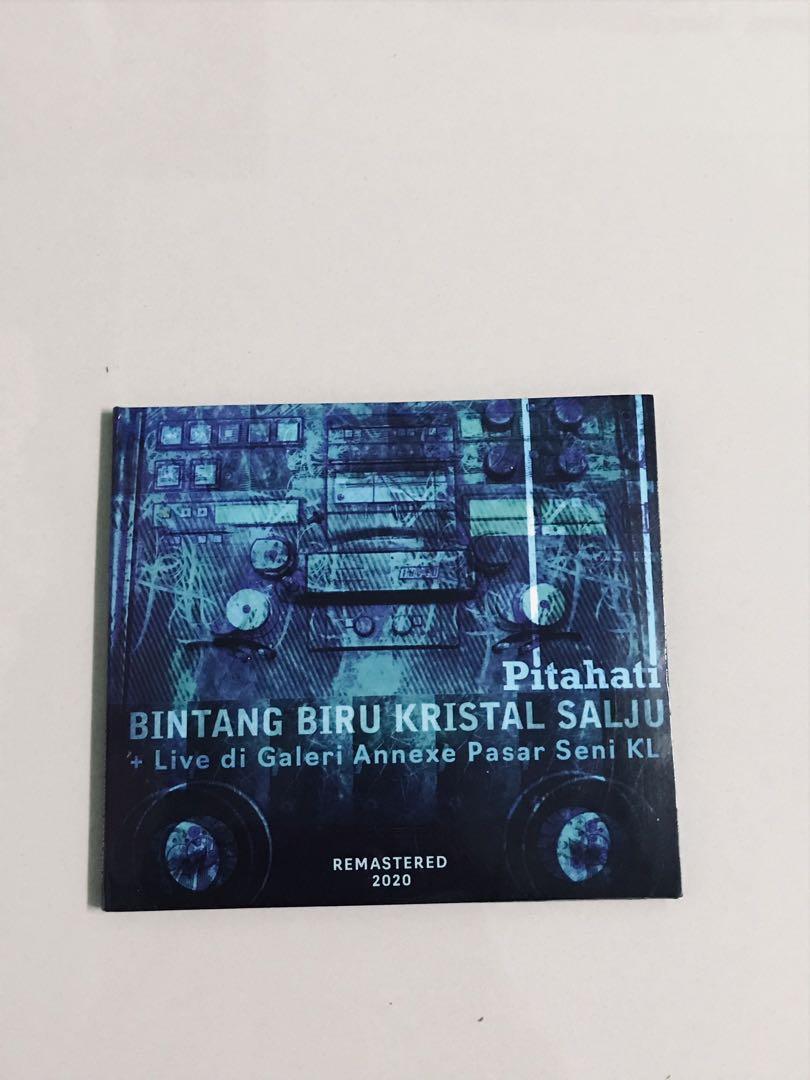 Pitahati
BINTANG BIRU KRISTAL SALJU
+ Live di Galeri Annexe Pasar Seni KL
REMASTERED
2020